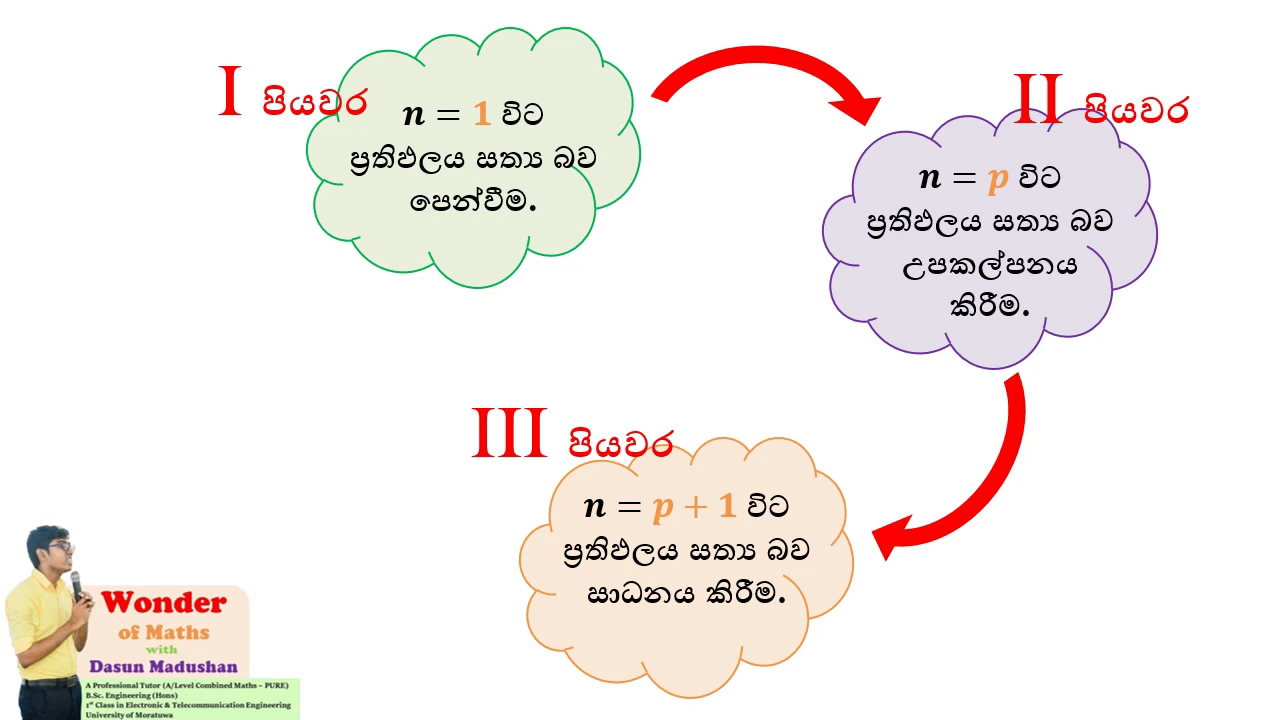 I පියවර
n = 1 විට
ප්‍රතිඵලය සත්‍ය බව
පෙන්වීම.
II පියවර
n = p විට
ප්‍රතිඵලය සත්‍ය බව
උපකල්පනය
කිරීම.
III පියවර
n = p + 1 විට
ප්‍රතිඵලය සත්‍ය බව
සාධනය කිරීම.
Wonder
of Maths
with
Dasun Madushan
A Professional Tutor (A/Level Combined Maths – PURE)
B.Sc. Engineering (Hons)
1st Class in Electronic & Telecommunication Engineering
University of Moratuwa